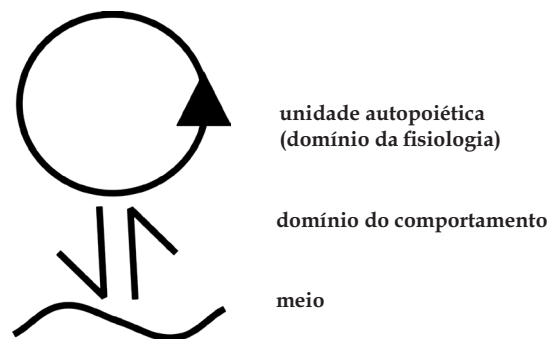 unidade autopoiética
(domínio da fisiologia)
domínio do comportamento
meio